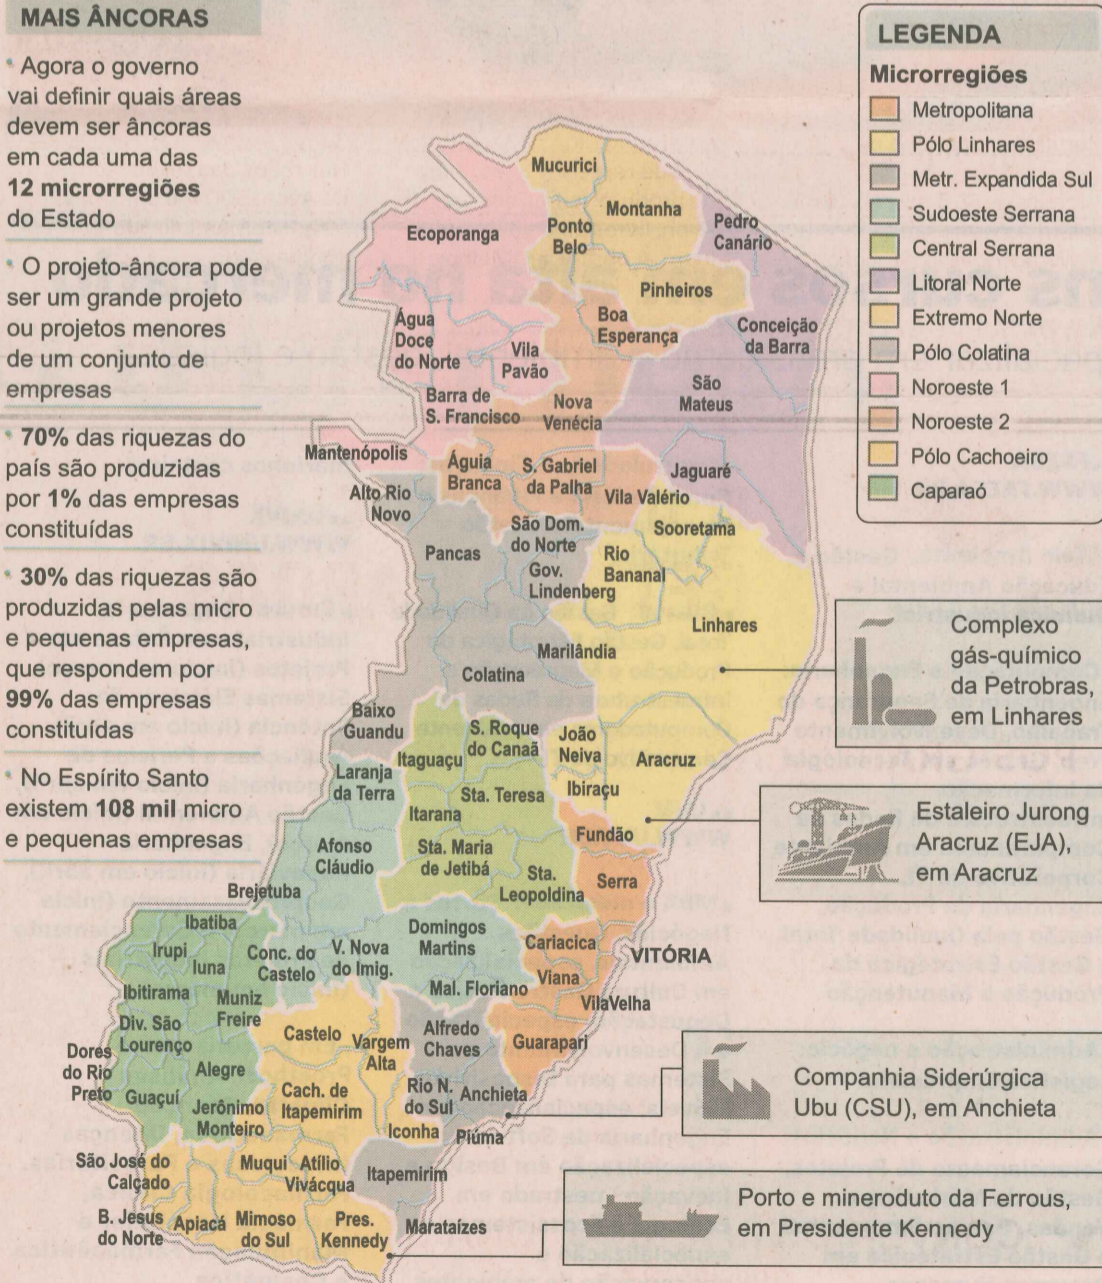 MAIS ÂNCORAS
• Agora o governo
vai definir quais áreas
devem ser âncoras
em cada uma das
12 microrregiões
do Estado
• O projeto-âncora pode
ser um grande projeto
ou projetos menores
de um conjunto de
empresas
• 70% das riquezas do
país são produzidas
por 1% das empresas
constituídas
• 30% das riquezas são
produzidas pelas micro
e pequenas empresas,
que respondem por
99% das empresas
constituídas
• No Espírito Santo
existem 108 mil micro
e pequenas empresas
LEGENDA
Microrregiões
Metropolitana
Pólo Linhares
Metr. Expandida Sul
Sudoeste Serrana
Central Serrana
Litoral Norte
Extremo Norte
Pólo Colatina
Noroeste 1
Noroeste 2
Pólo Cachoeiro
Caparaó
Mucurici
Montanha
Ponto
Belo
Pedro
Canário
Ecoporanga
Pinheiros
Água
Doce
do Norte
Boa
Esperança
Conceição
da Barra
Vila
Pavão
São
Mateus
Barra de
S. Francisco
Nova
Venécia
Mantenópolis
Águia
Branca
S. Gabriel
da Palha
Jaguaré
Alto Rio
Novo
Vila Valério
São Dom.
do Norte
Sooretama
Pancas
Rio
Bananal
Gov.
Lindenberg
Linhares
Marilândia
Colatina
Baixo
Guandu
S. Roque
do Canaã
João
Neiva
Itaguaçu
Aracruz
Laranja
da Terra
Ibiraçu
Sta. Teresa
Itarana
Fundão
Afonso
Cláudio
Sta. Maria
de Jetibá
Sta.
Leopoldina
Serra
Brejetuba
Ibatiba
Domingos
Martins
Cariacica
VITÓRIA
Irupi
Iuna
Conc. do
Castelo
V. Nova
do Imig.
Viana
Ibitirama
Mal. Floriano
VilaVelha
Muniz
Freire
Div. São
Lourenço
Castelo
Vargem
Alta
Alfredo
Chaves
Guarapari
Dores
do Rio
Preto
Alegre
Guaçuí
Cach. de
Itapemirim
Rio N.
do Sul
Anchieta
Jerônimo
Monteiro
Iconha
Piúma
São José do
Calçado
Muqui
Atílio
Vivácqua
Itapemirim
B. Jesus
do Norte
Apiacá
Mimoso
do Sul
Pres.
Kennedy
Marataízes
Complexo
gás-químico
da Petrobras,
em Linhares
Estaleiro Jurong
Aracruz (EJA),
em Aracruz
Companhia Siderúrgica
Ubu (CSU), em Anchieta
Porto e mineroduto da Ferrous,
em Presidente Kennedy